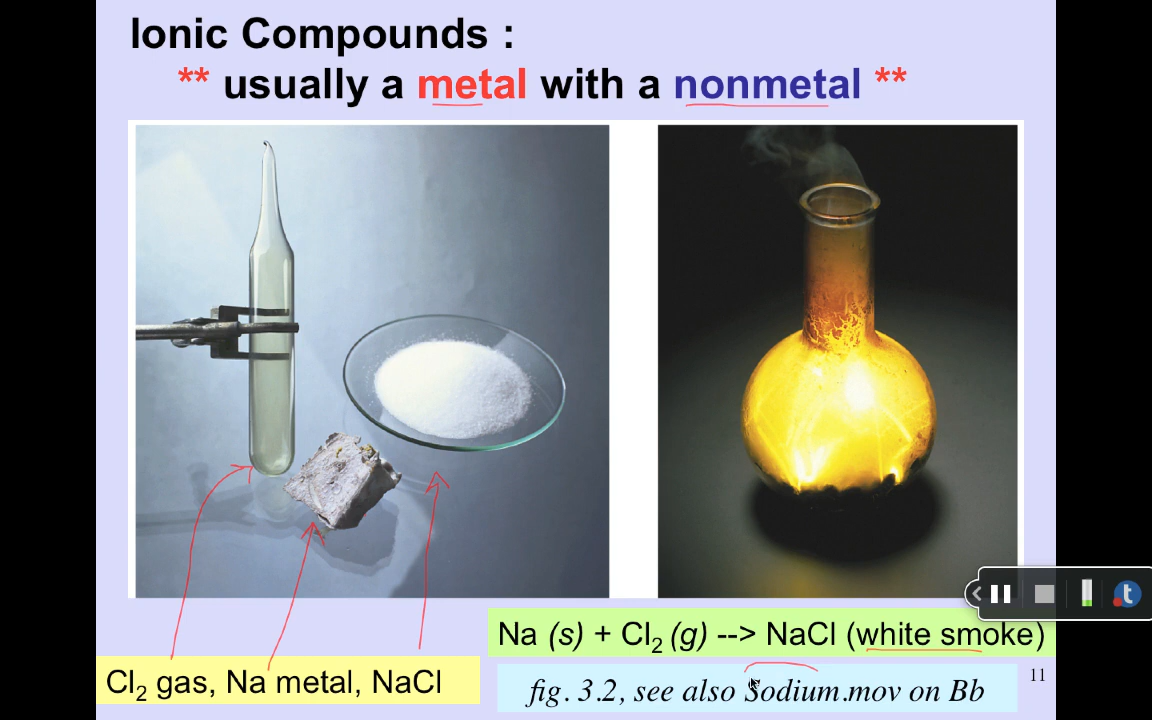 Ionic Compounds :
** usually a metal with a nonmetal **
Na (s) + Cl₂ (g) --> NaCl (white smoke)
Cl₂ gas, Na metal, NaCl
fig. 3.2, see also Sodium.mov on Bb
11
t